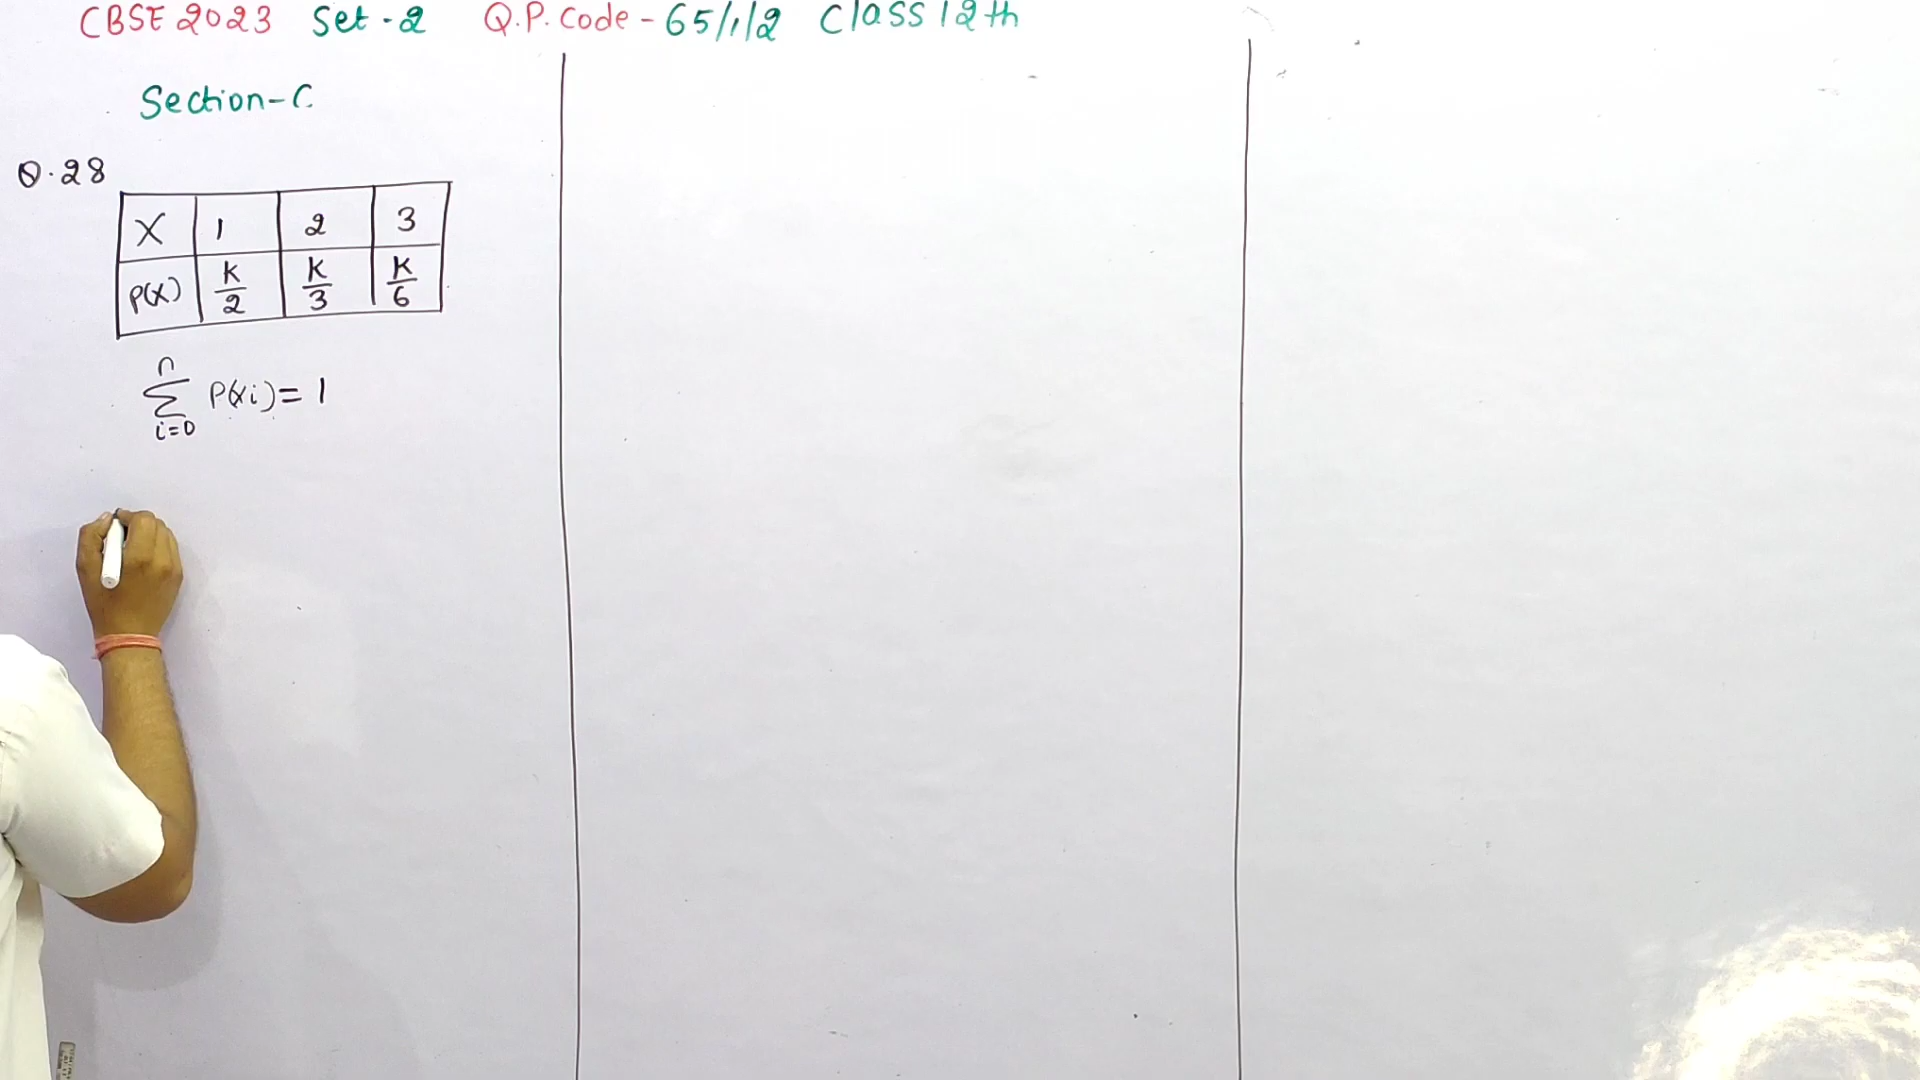 CBSE 2023 Set-2 Q.P. Code - 65/1/2 Class 12th
Section-C
Q.28
X 1 2 3
P(X) K/2 K/3 K/6
n
∑ P(xi) = 1
i=0